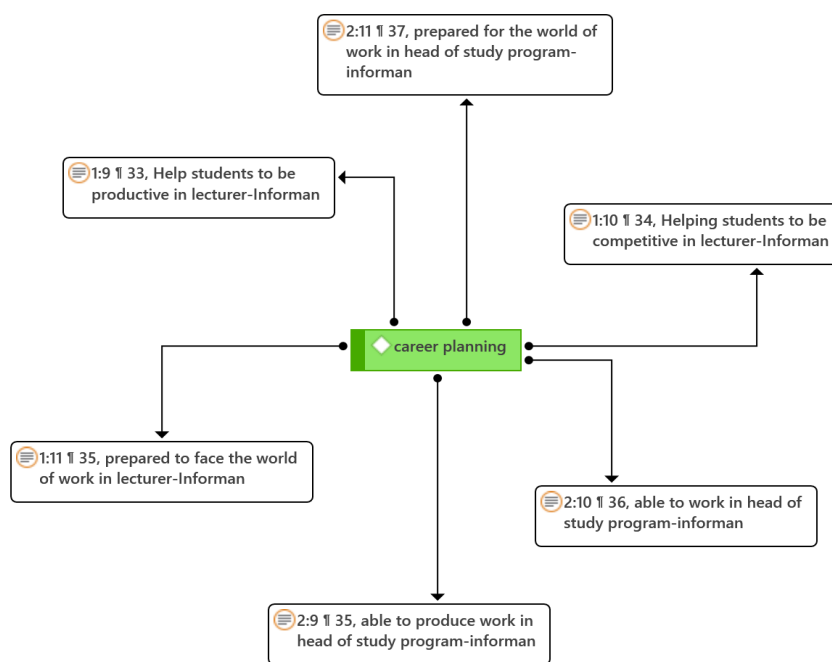 2:11 ¶ 37, prepared for the world of
work in head of study program-
informan
1:9 ¶ 33, Help students to be
productive in lecturer-Informan
1:10 ¶ 34, Helping students to be
competitive in lecturer-Informan
career planning
1:11 ¶ 35, prepared to face the world
of work in lecturer-Informan
2:10 ¶ 36, able to work in head of
study program-informan
2:9 ¶ 35, able to produce work in
head of study program-informan